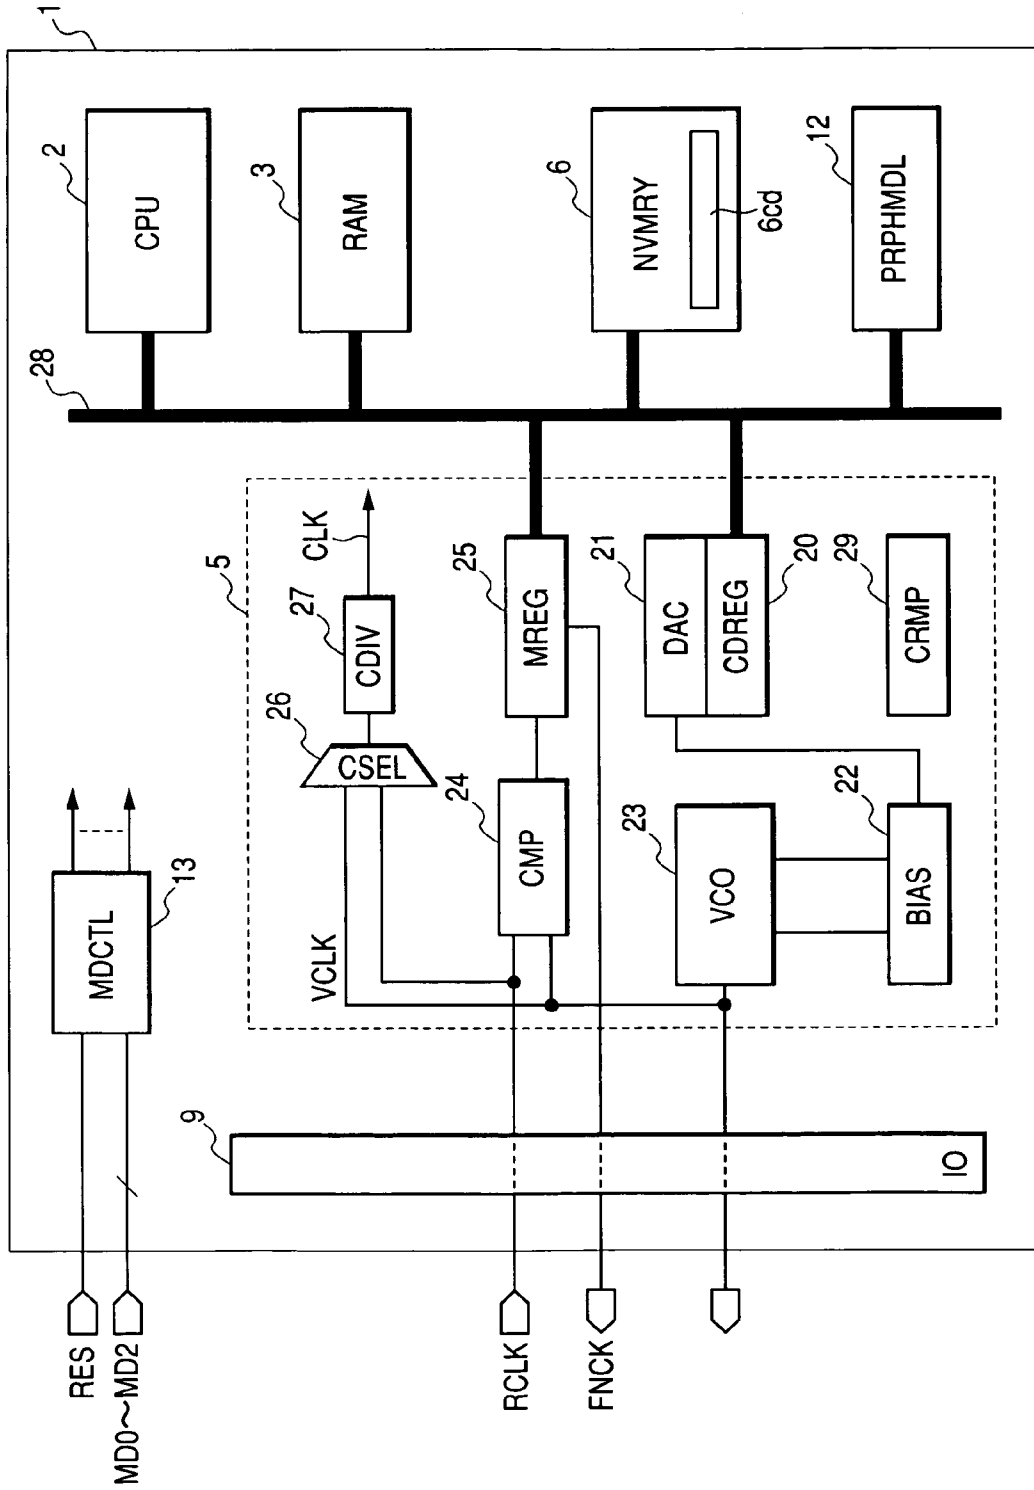 1
2
CPU
3
RAM
6
NVMRY
6cd
12
PRPHMDL
28
5
CLK
27
CDIV
26
CSEL
25
MREG
24
CMP
VCLK
21
DAC
CDREG
20
29
CRMP
23
VCO
22
BIAS
MDCTL
13
9
IO
RES
MD0~MD2
RCLK
FNCK